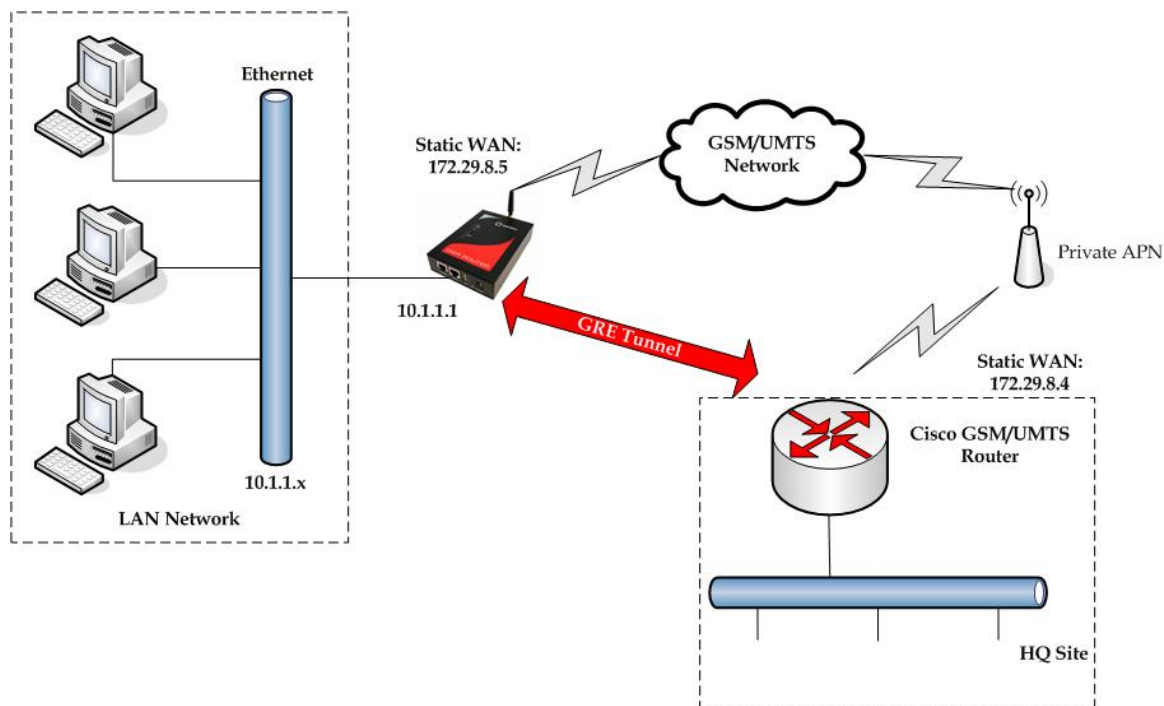 Ethernet
Static WAN:
172.29.8.5
GSM/UMTS
Network
Private APN
10.1.1.1
GRE Tunnel
Static WAN:
172.29.8.4
Cisco GSM/UMTS
Router
10.1.1.x
LAN Network
HQ Site